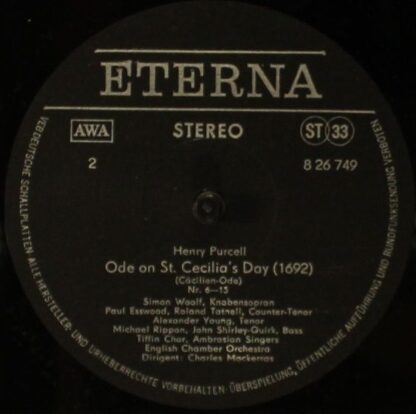 ETERNA
AWA
STEREO
ST 33
2
8 26 749
Henry Purcell
Ode on St. Cecilia's Day (1692)
(Cäcilien-Ode)
Nr. 6—13
Simon Woolf, Knabensopran
Paul Esswood, Roland Tatnell, Counter-Tenor
Alexander Young, Tenor
Michael Rippon, John Shirley-Quirk, Bass
Tiffin Chor, Ambrosian Singers
English Chamber Orchestra
Dirigent: Charles Mackerras
VEB DEUTSCHE SCHALLPLATTEN ALLE HERSTELLER- UND URHEBERRECHTE VORBEHALTEN · ÜBERSPIELUNG, ÖFFENTLICHE AUFFÜHRUNG UND RUNDFUNKSENDUNG VERBOTEN